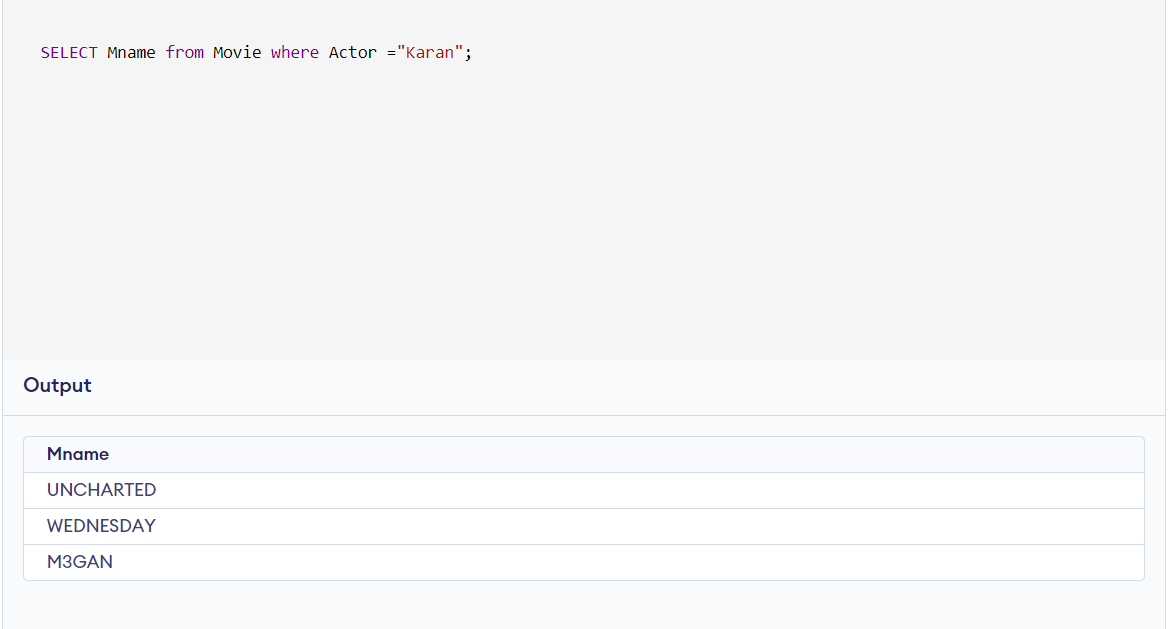 SELECT Mname from Movie where Actor ="Karan";
Output
Mname
UNCHARTED
WEDNESDAY
M3GAN